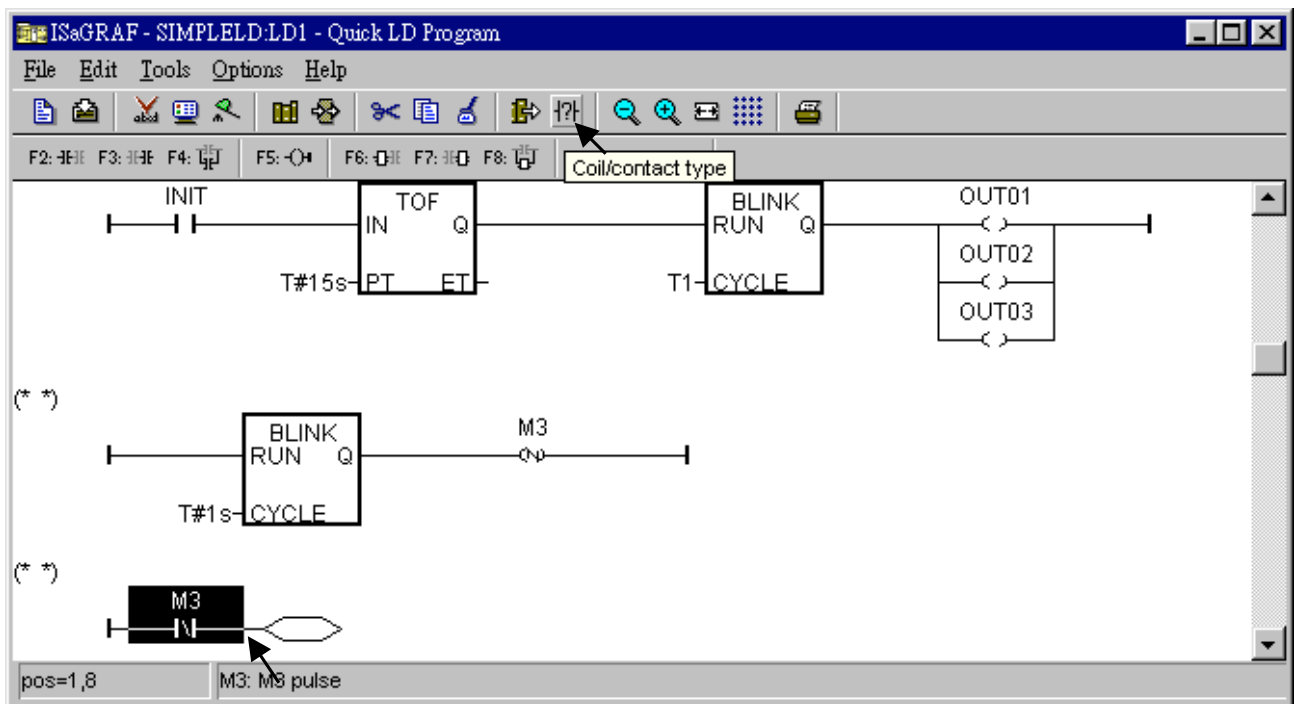 ISaGRAF - SIMPLELD:LD1 - Quick LD Program
File Edit Tools Options Help
F2: F3: F4: F5: F6: F7: F8:
Coil/contact type
INIT
TOF
IN Q
T#15s PT ET
BLINK
RUN Q
T1 CYCLE
OUT01
OUT02
OUT03
(* *)
BLINK
RUN Q
T#1s CYCLE
M3
(* *)
M3
pos=1,8 M3: M3 pulse